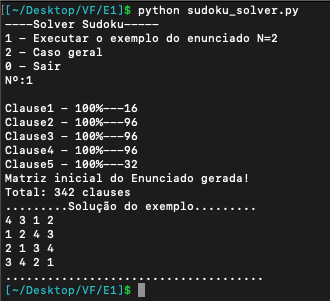 [[~/Desktop/VF/E1]$ python sudoku_solver.py
----Solver Sudoku-----
1 - Executar o exemplo do enunciado N=2
2 - Caso geral
0 - Sair
Nº:1
Clause1 - 100%---16
Clause2 - 100%---96
Clause3 - 100%---96
Clause4 - 100%---96
Clause5 - 100%---32
Matriz inicial do Enunciado gerada!
Total: 342 clauses
.........Solução do exemplo.........
4 3 1 2
1 2 4 3
2 1 3 4
3 4 2 1
.....................................
[~/Desktop/VF/E1]$